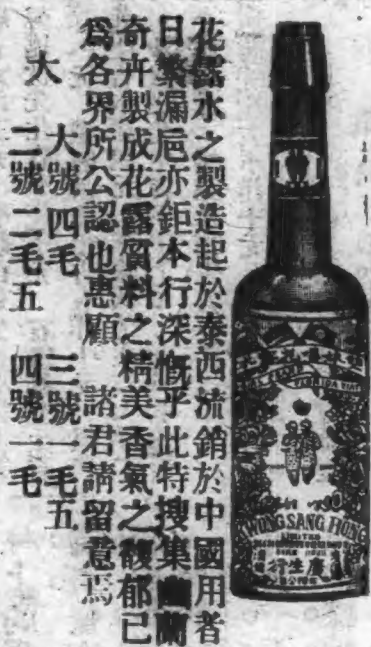 花露水之製造起於泰西流銷於中國用者
日繁漏巵亦鉅本行深慨乎此特搜集幽蘭
奇卉製成花露質料之精美香氣之馥郁已
爲各界所公認也惠顧　諸君請留意焉
大
大號四毛　三號一毛五
二號二毛五　四號一毛
FLORIDA
WONG SANG HONG
LIMITED
廣生行